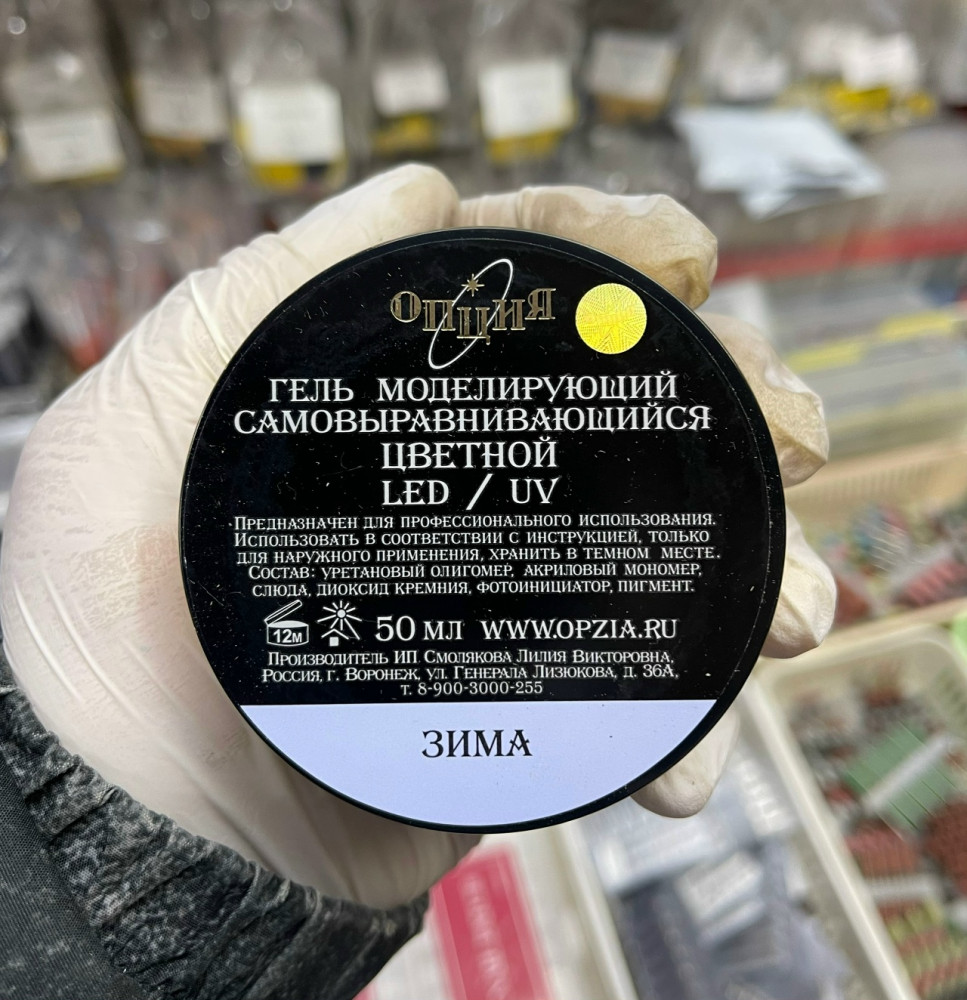 ОПЦИЯ
ГЕЛЬ МОДЕЛИРУЮЩИЙ
САМОВЫРАВНИВАЮЩИЙСЯ
ЦВЕТНОЙ
LED / UV
ПРЕДНАЗНАЧЕН ДЛЯ ПРОФЕССИОНАЛЬНОГО ИСПОЛЬЗОВАНИЯ.
ИСПОЛЬЗОВАТЬ В СООТВЕТСТВИИ С ИНСТРУКЦИЕЙ, ТОЛЬКО
ДЛЯ НАРУЖНОГО ПРИМЕНЕНИЯ, ХРАНИТЬ В ТЕМНОМ МЕСТЕ.
СОСТАВ: УРЕТАНОВЫЙ ОЛИГОМЕР, АКРИЛОВЫЙ МОНОМЕР,
СЛЮДА, ДИОКСИД КРЕМНИЯ, ФОТОИНИЦИАТОР, ПИГМЕНТ.
12М 50 МЛ WWW.OPZIA.RU
ПРОИЗВОДИТЕЛЬ ИП СМОЛЯКОВА ЛИЛИЯ ВИКТОРОВНА,
РОССИЯ, Г. ВОРОНЕЖ, УЛ. ГЕНЕРАЛА ЛИЗЮКОВА, Д. 36А,
Т. 8-900-3000-255
ЗИМА